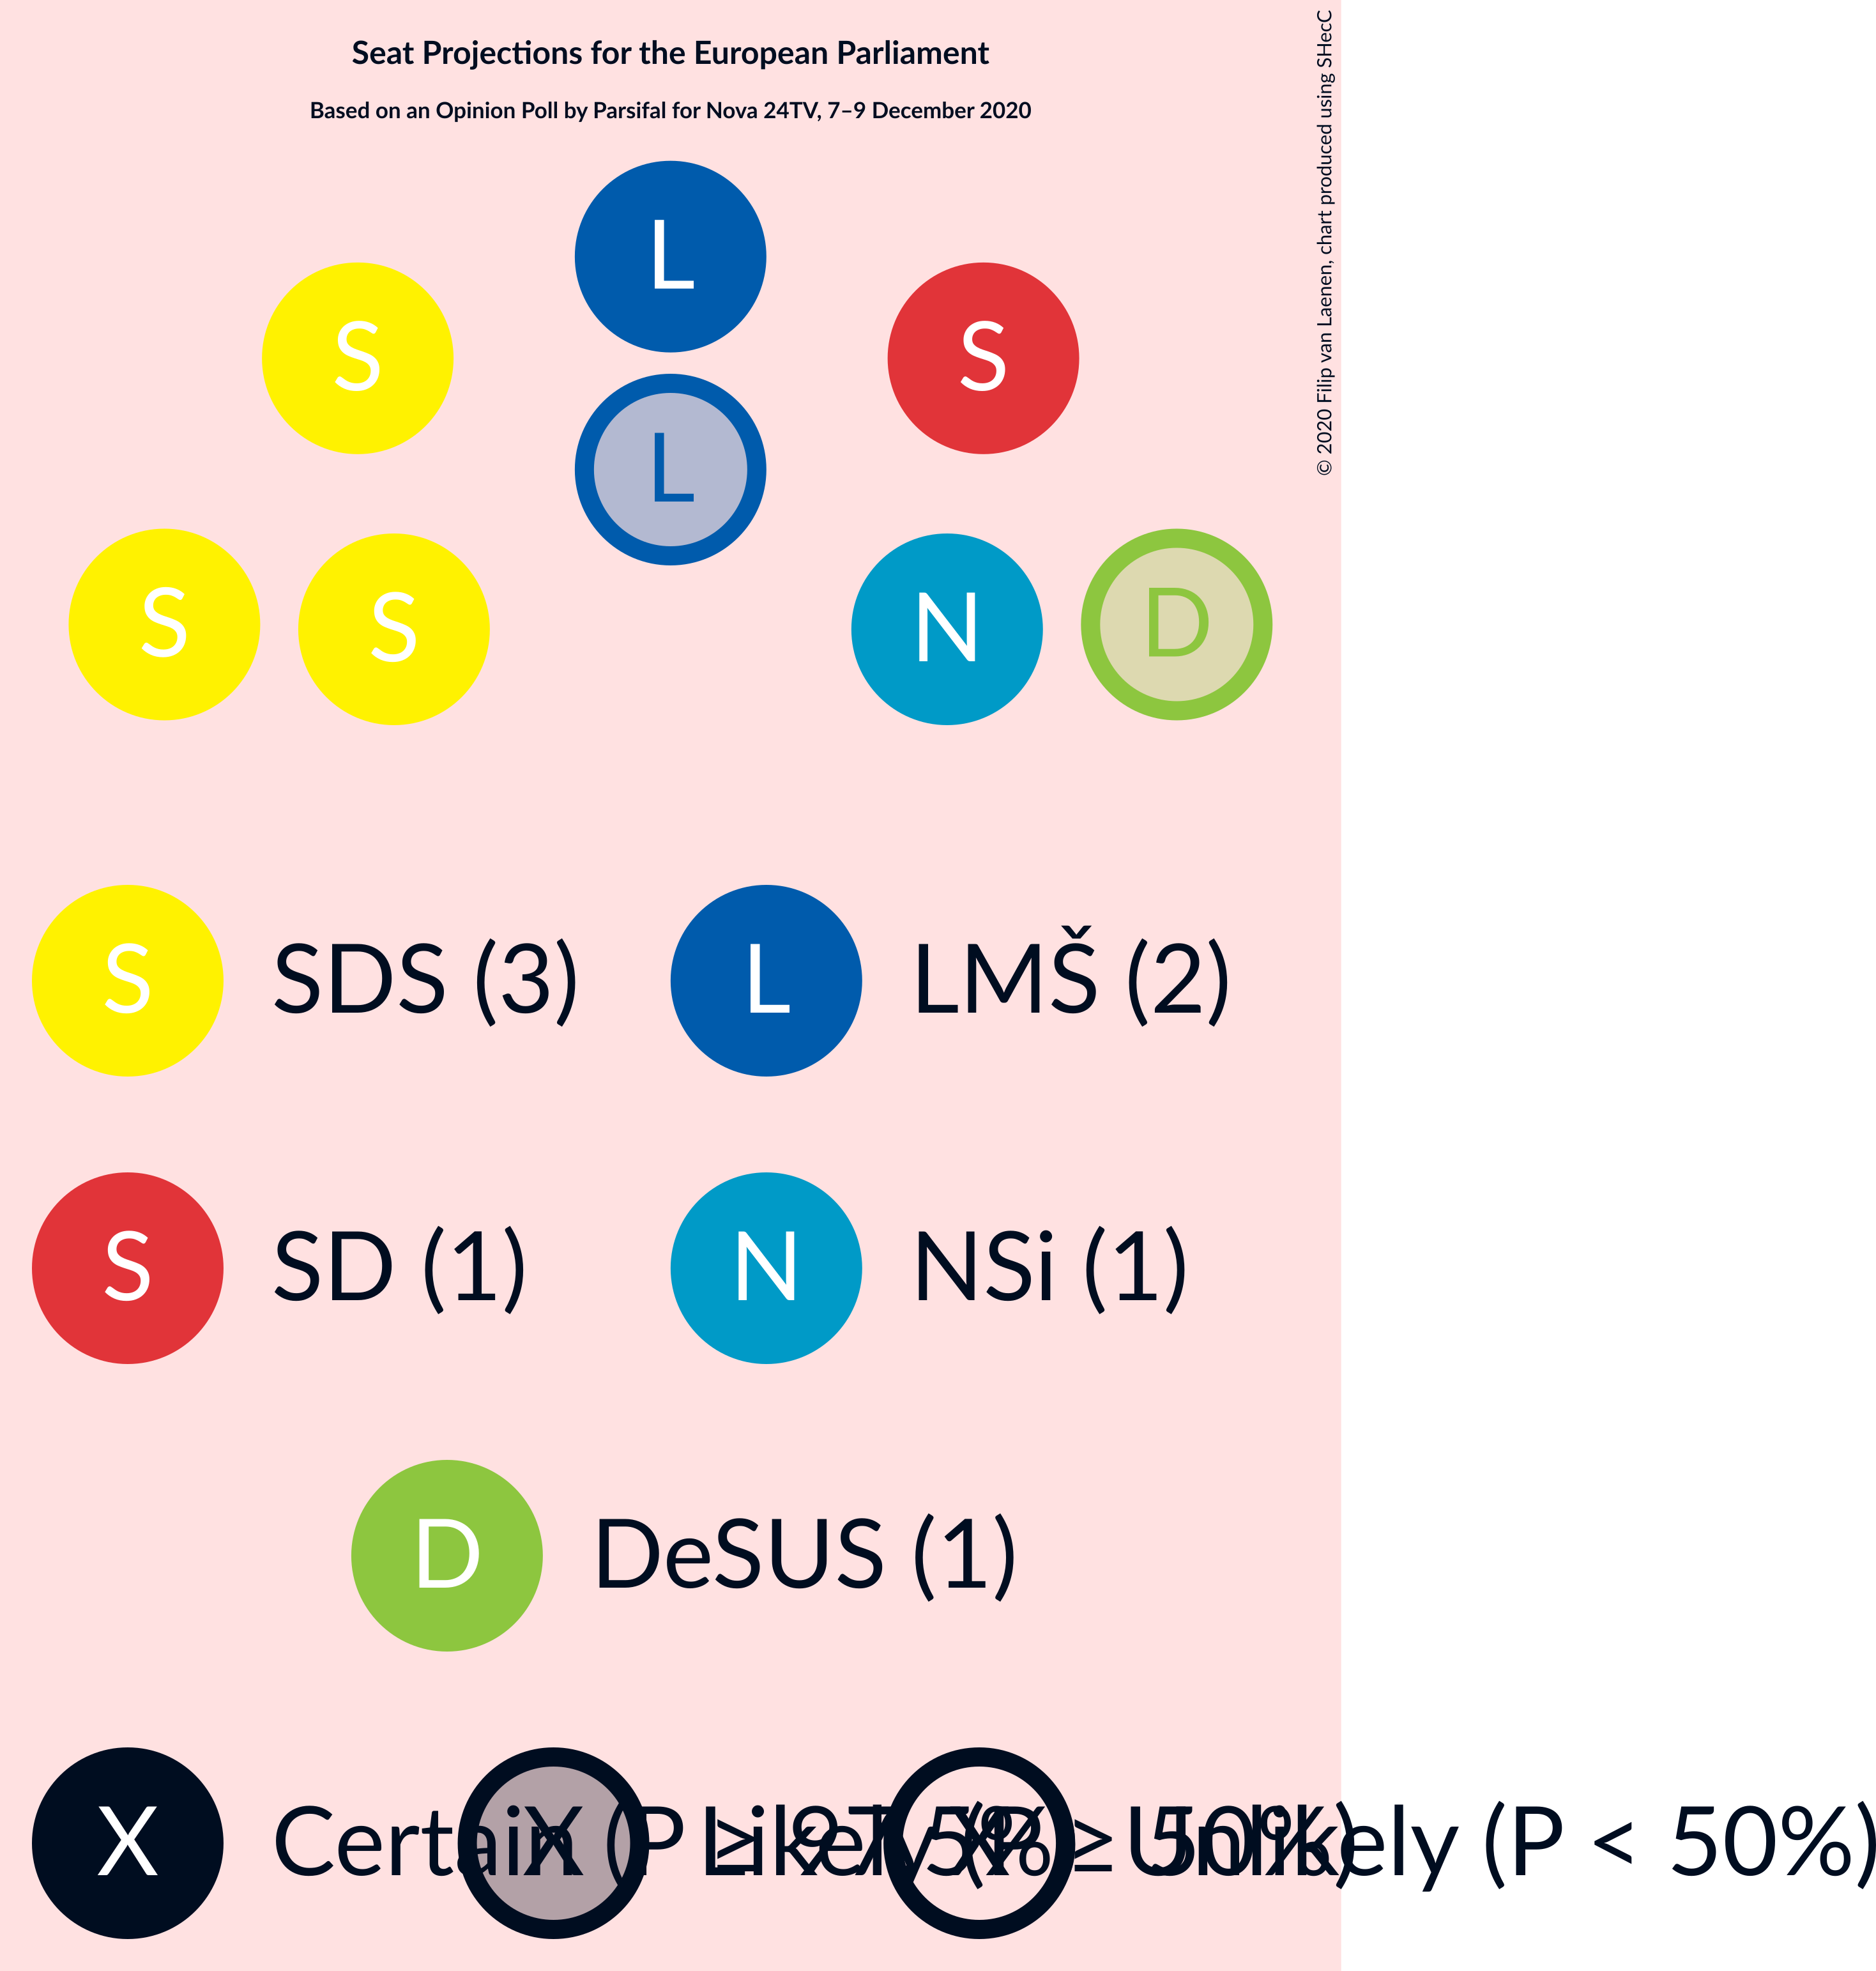 Seat Projections for the European Parliament
Based on an Opinion Poll by Parsifal for Nova 24TV, 7–9 December 2020
© 2020 Filip van Laenen, chart produced using SHecC
L
S
S
L
S
S
N
D
S SDS (3)
L LMŠ (2)
S SD (1)
N NSi (1)
D DeSUS (1)
X Certain (P ≥
X Likely (P ≥ 50%)
X Unlikely (P < 50%)